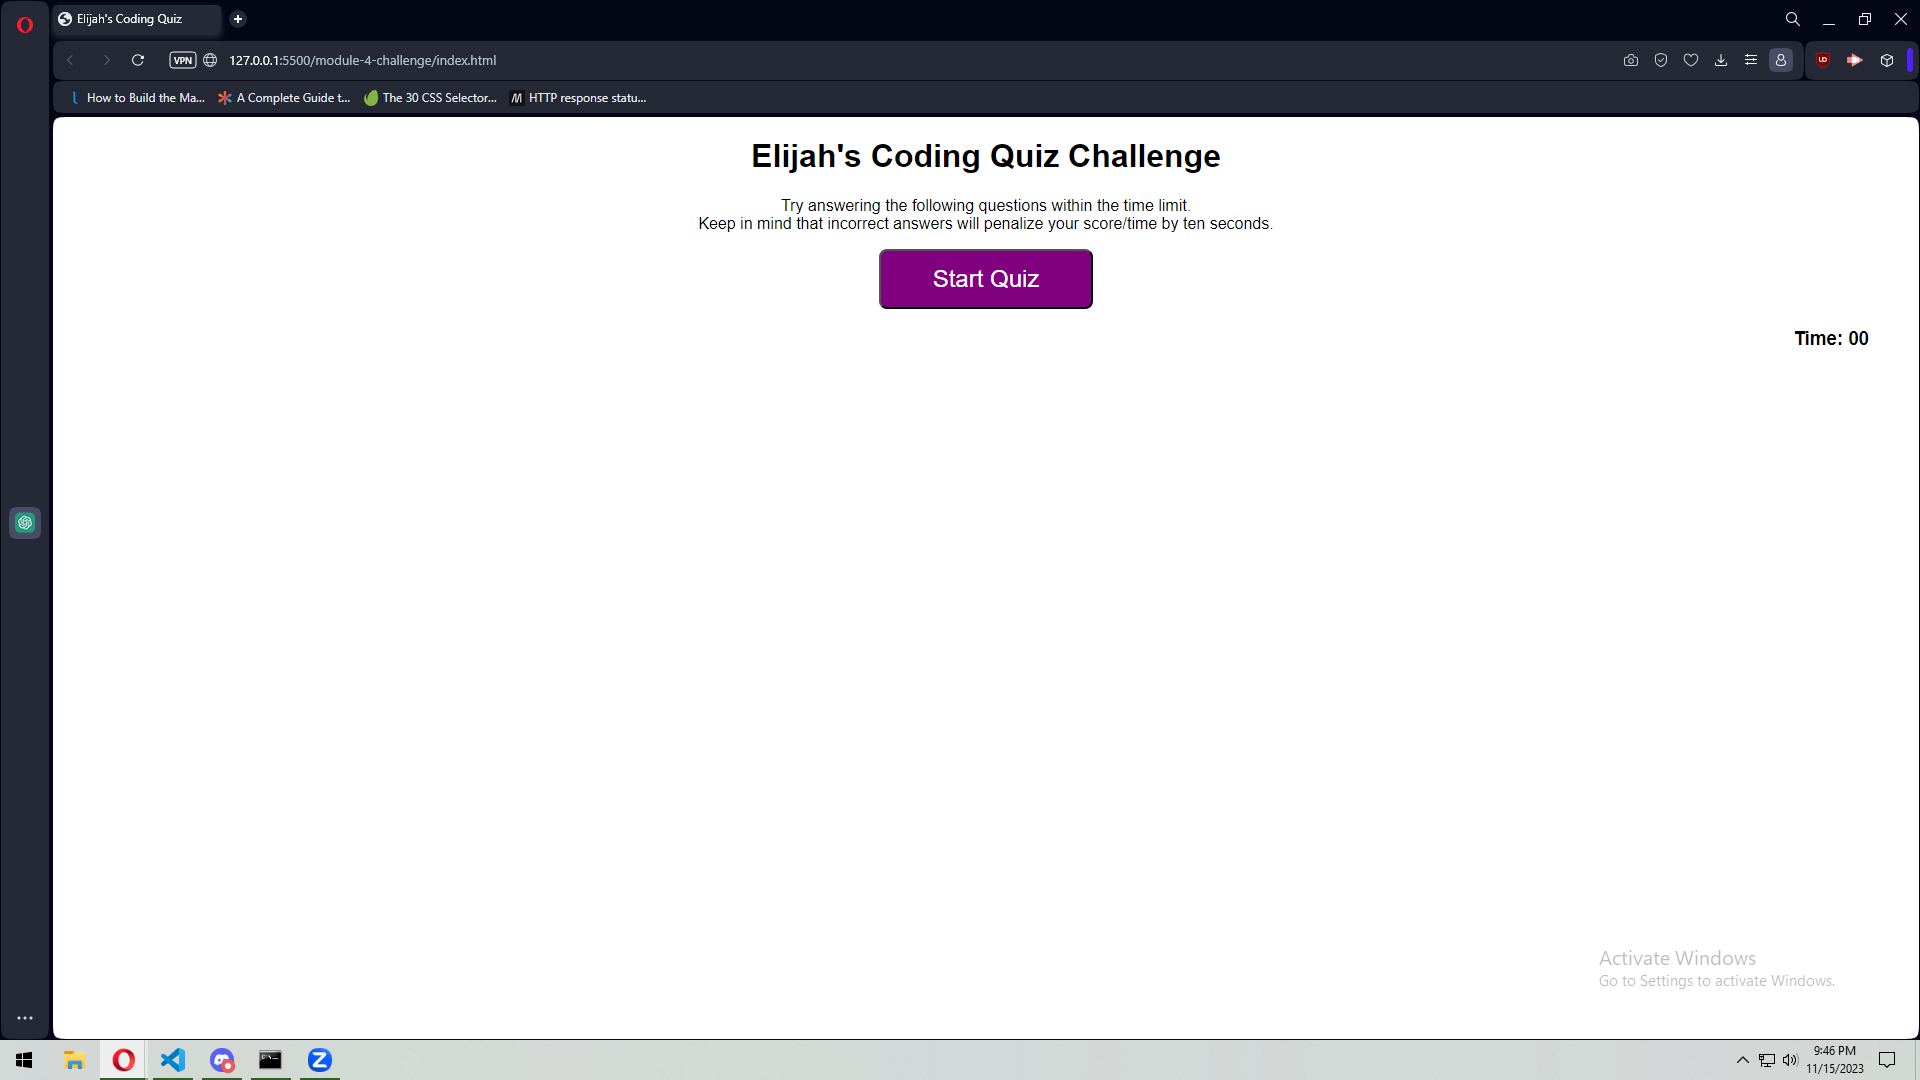 Elijah's Coding Quiz
VPN
127.0.0.1:5500/module-4-challenge/index.html
How to Build the Ma...
A Complete Guide t...
The 30 CSS Selector...
HTTP response statu...
Elijah's Coding Quiz Challenge
Try answering the following questions within the time limit.
Keep in mind that incorrect answers will penalize your score/time by ten seconds.
Start Quiz
Time: 00
Activate Windows
Go to Settings to activate Windows.
9:46 PM
11/15/2023